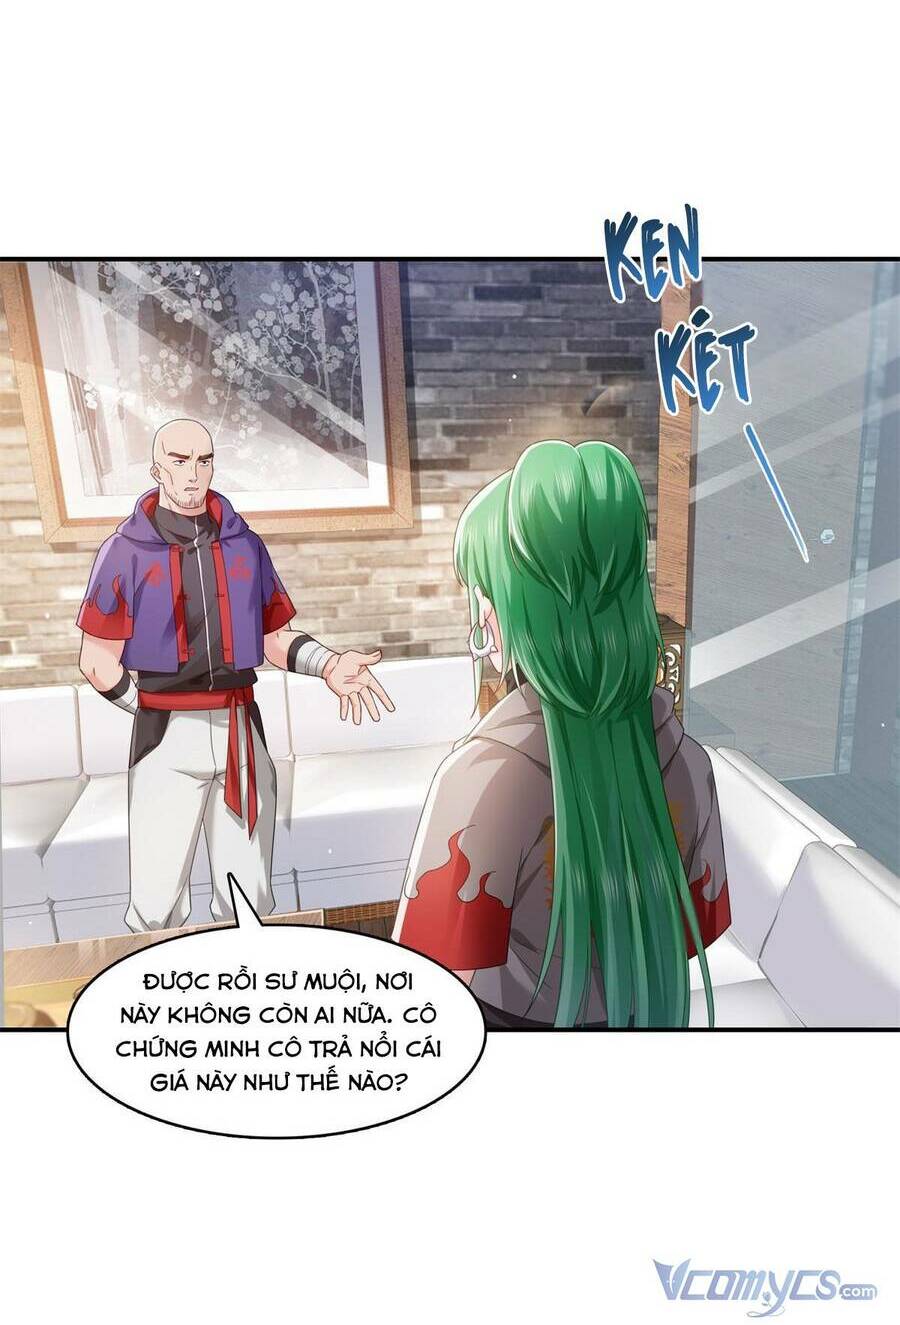 KEN
KÉT
ĐƯỢC RỒI SƯ MUỘI, NƠI
NÀY KHÔNG CÒN AI NỮA. CÔ
CHỨNG MINH CÔ TRẢ NỔI CÁI
GIÁ NÀY NHƯ THẾ NÀO?
VCOMYCS.com